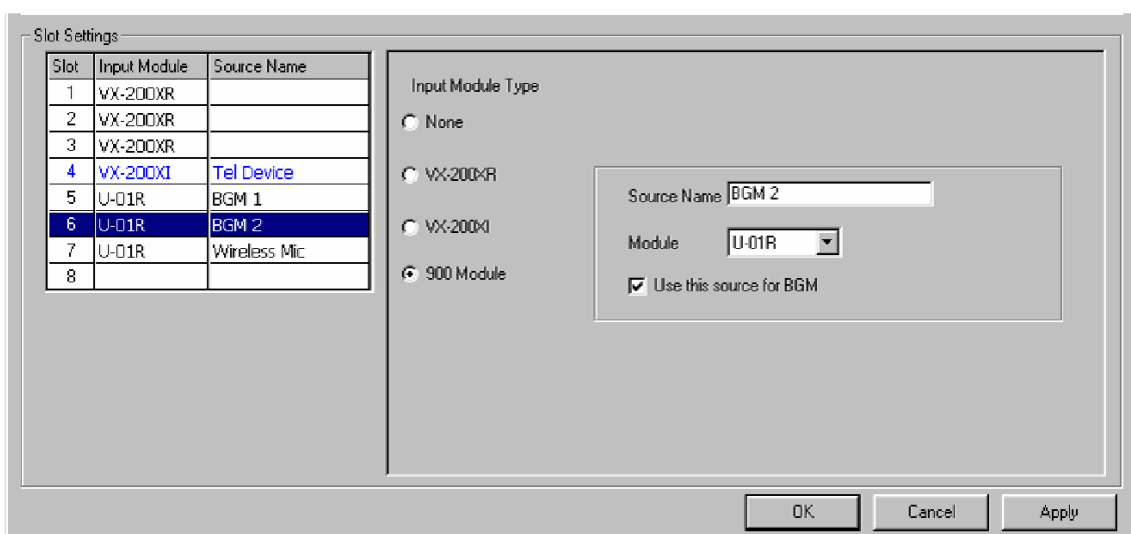 Slot Settings
Slot Input Module Source Name
1 VX-200XR
2 VX-200XR
3 VX-200XR
4 VX-200XI Tel Device
5 U-01R BGM 1
6 U-01R BGM 2
7 U-01R Wireless Mic
8
Input Module Type
None
VX-200XR
VX-200XI
900 Module
Source Name BGM 2
Module U-01R
Use this source for BGM
OK Cancel Apply